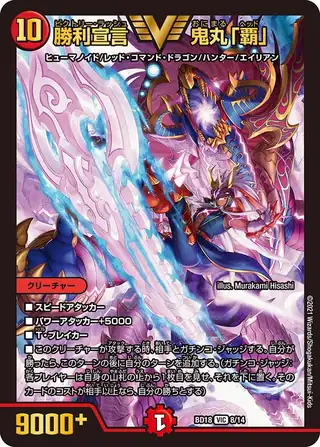 10
ビクトリー・ラッシュ
勝利宣言
おにまる ヘッド
鬼丸「覇」
ヒューマノイド/レッド・コマンド・ドラゴン/ハンター/エイリアン
©2021 Wizards/Shogakukan/Mitsui-Kids
illus. Murakami Hisashi
クリーチャー
■ スピードアタッカー
■ パワーアタッカー+5000
■ T・ブレイカー
■ このクリーチャーが攻撃する時、相手とガチンコ・ジャッジする。自分が
勝ったら、このターンの後に自分のターンを追加する。(ガチンコ・ジャッジ:
各プレイヤーは自身の山札の上から1枚目を見せ、それを下に置く。その
カードのコストが相手以上なら、自分の勝ちとする)
9000+
BD18 VIC 8/14